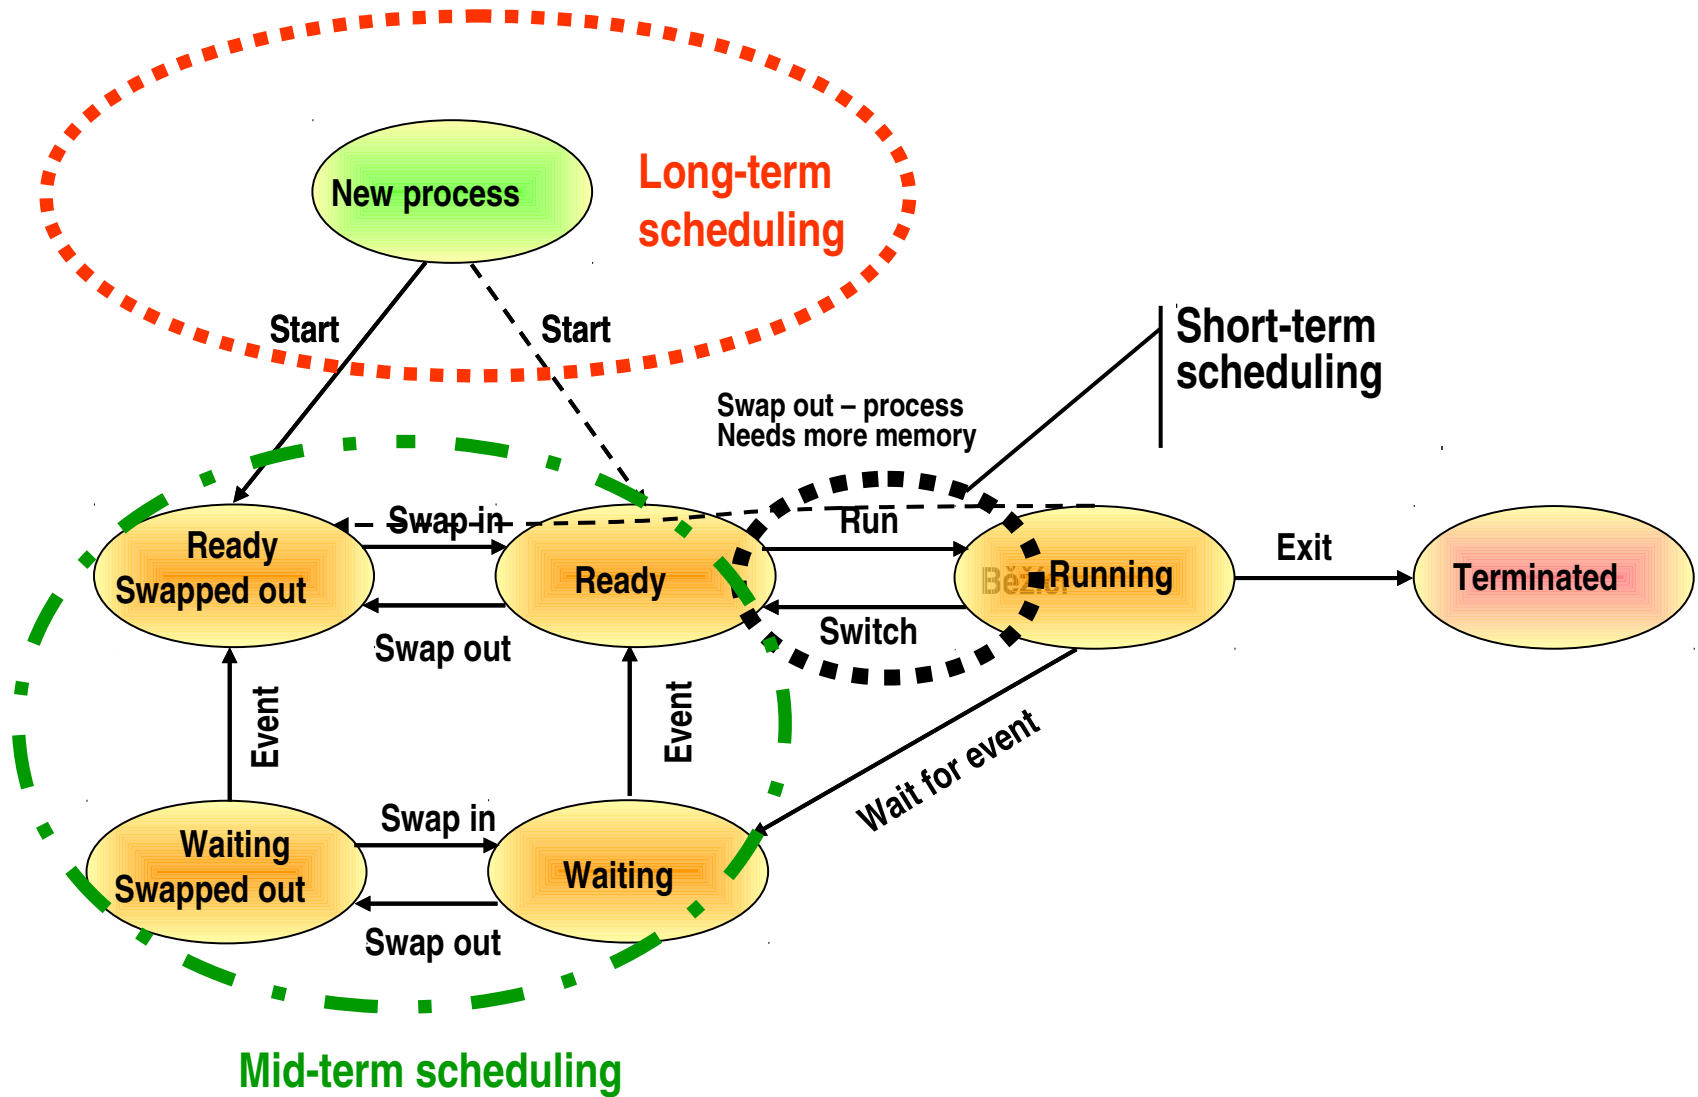 New process
Long-term
scheduling
Start
Start
Short-term
scheduling
Swap out – process
Needs more memory
Swap in
Run
Ready
Swapped out
Ready
Running
Exit
Terminated
Swap out
Switch
Event
Event
Wait for event
Swap in
Waiting
Swapped out
Waiting
Swap out
Mid-term scheduling